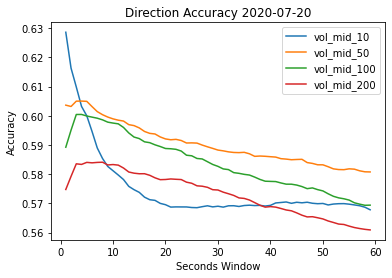 Direction Accuracy 2020-07-20
vol_mid_10
vol_mid_50
vol_mid_100
vol_mid_200
Accuracy
0.63
0.62
0.61
0.60
0.59
0.58
0.57
0.56
0 10 20 30 40 50 60
Seconds Window